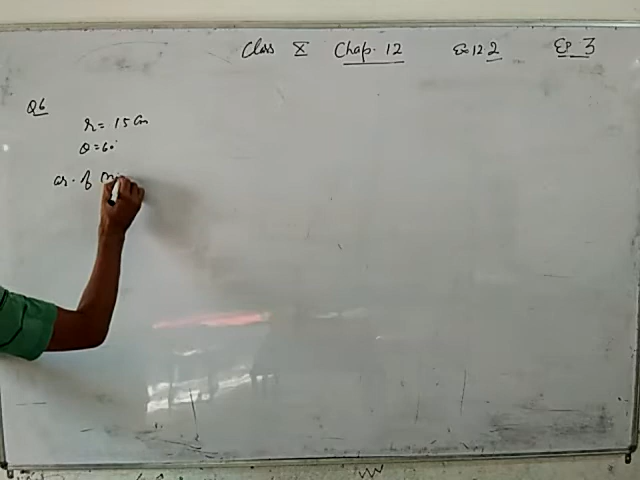 Class X Chap. 12 Ex 12.2 Ep 3
Q6
r = 15 cm
θ = 60°
ar. of